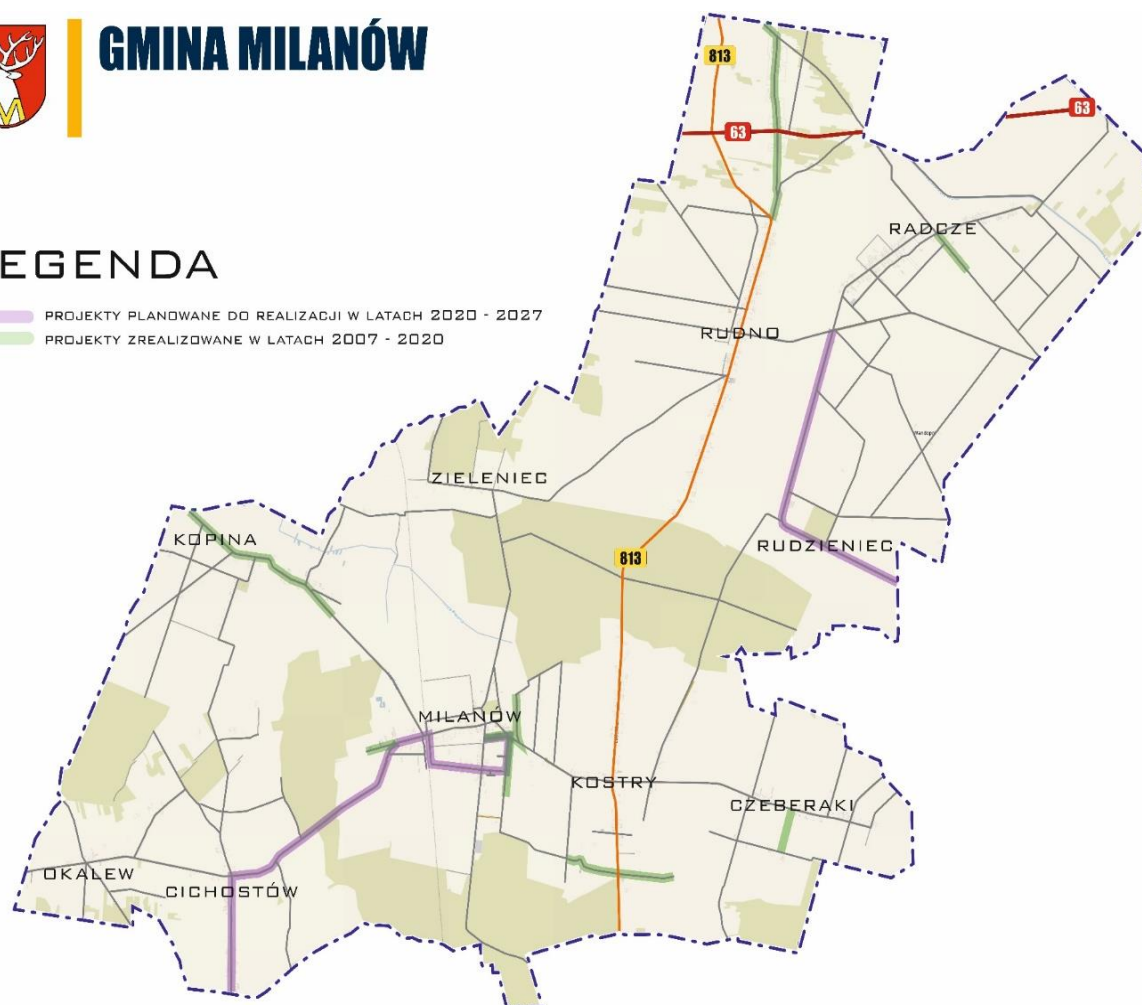 M
GMINA MILANÓW
813
63
63
RADCZE
EGENDA
PROJEKTY PLANOWANE DO REALIZACJI W LATACH 2020 - 2027
PROJEKTY ZREALIZOWANE W LATACH 2007 - 2020
RUDNO
ZIELENIEC
KOPINA
813
RUDZIENIEC
MILANÓW
KOSTRY
CZEBERAKI
OKALEW
CICHOSTÓW